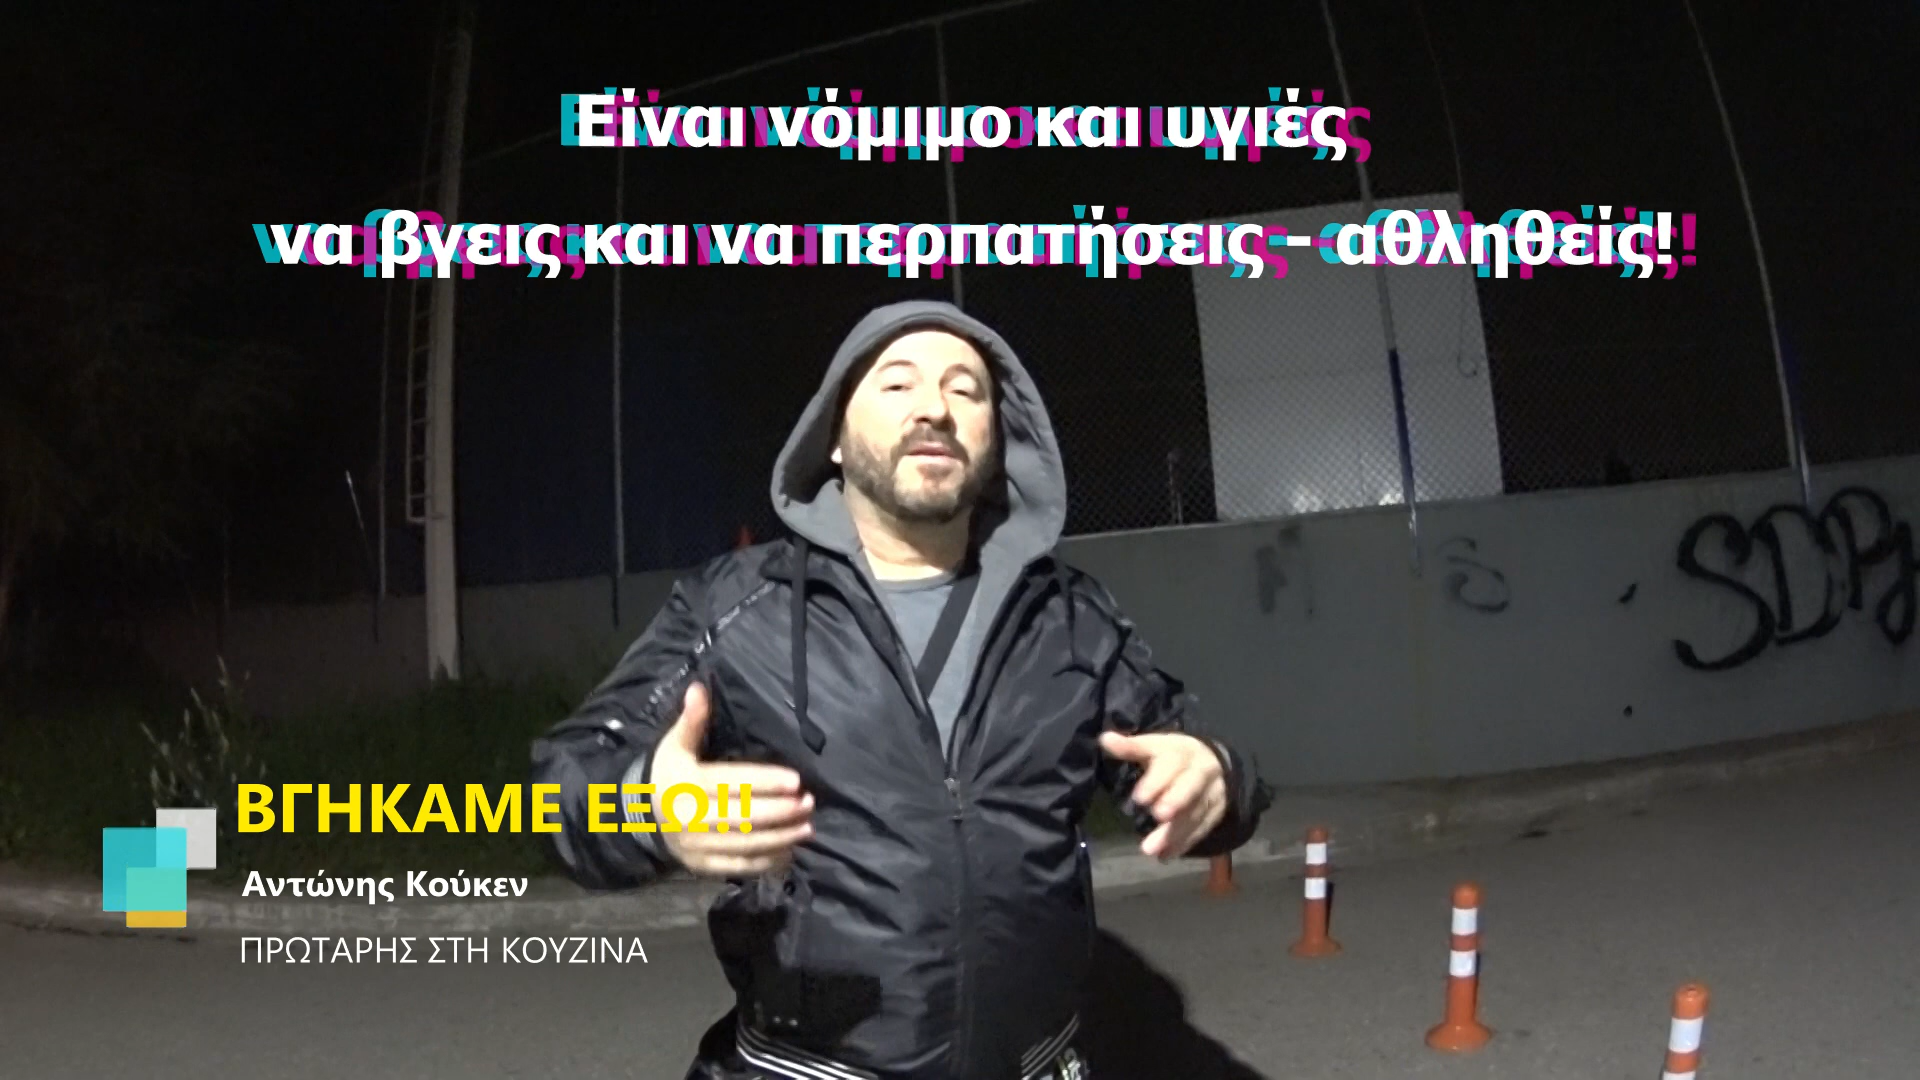 Είναι νόμιμο και υγιές
να βγεις και να περπατήσεις - αθληθείς!
ΒΓΗΚΑΜΕ ΕΞΩ!!
Αντώνης Κούκεν
ΠΡΩΤΑΡΗΣ ΣΤΗ ΚΟΥΖΙΝΑ